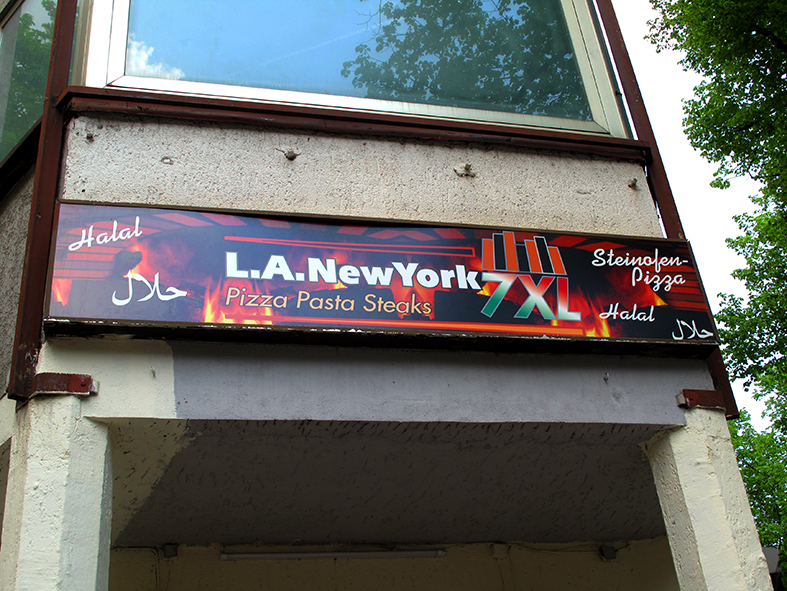 Halal
حلال
L.A.NewYork
Pizza Pasta Steaks
7XL
Steinofen-
Pizza
Halal
حلال